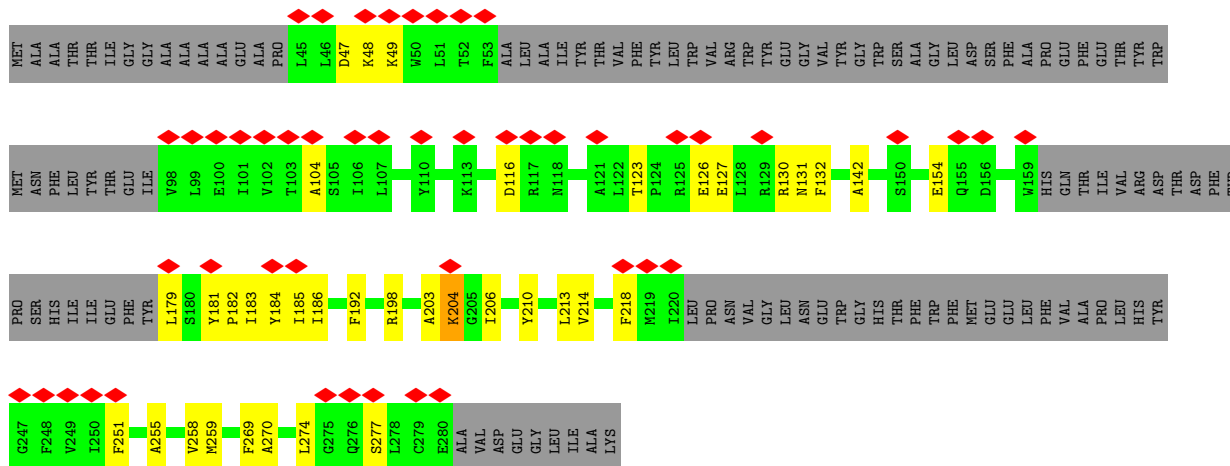 MET ALA ALA THR THR ILE GLY GLY ALA ALA ALA ALA GLU ALA PRO L45 L46 D47 K48 K49 W50 L51 T52 F53 ALA LEU ALA ILE TYR THR VAL PHE TYR LEU TRP VAL ARG TRP TYR GLU GLY VAL TYR GLY TRP SER ALA GLY LEU ASP SER PHE ALA PRO GLU PHE GLU THR TYR TRP
MET ASN PHE LEU TYR THR GLU ILE V98 L99 E100 I101 V102 T103 A104 S105 I106 L107 Y110 K113 D116 R117 N118 A121 L122 T123 P124 R125 E126 E127 L128 R129 R130 N131 F132 A142 S150 E154 Q155 D156 W159 HIS GLN THR ILE VAL ARG ASP THR ASP PHE
PRO SER HIS ILE ILE GLU PHE TYR L179 S180 Y181 P182 I183 Y184 I185 I186 F192 R198 A203 K204 G205 I206 Y210 L213 V214 F218 M219 I220 LEU PRO ASN VAL GLY LEU ASN GLU TRP GLY HIS THR PHE TRP PHE MET GLU GLU LEU PHE VAL ALA PRO LEU HIS TYR
G247 F248 V249 I250 F251 A255 V258 M259 F269 A270 L274 G275 Q276 S277 L278 C279 E280 ALA VAL ASP GLU GLY LEU ILE ALA LYS